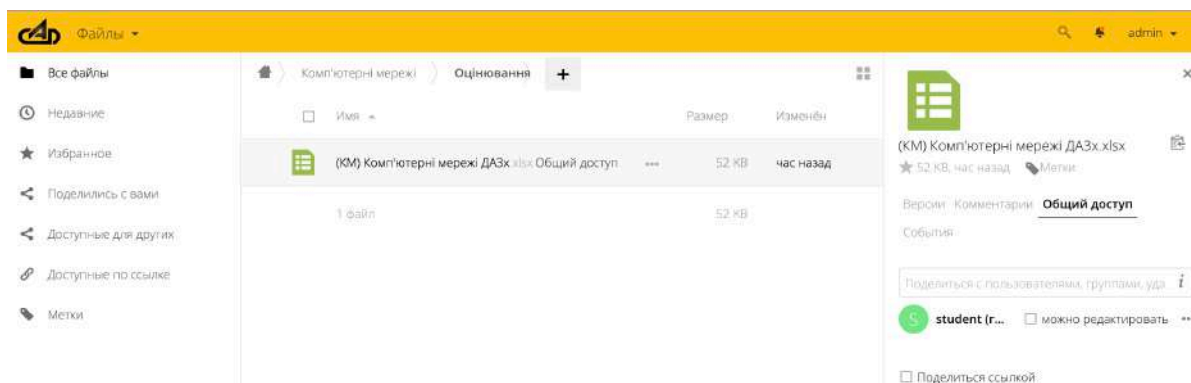 САПР Файлы admin
Все файлы
Недавние
Избранное
Поделились с вами
Доступные для других
Доступные по ссылке
Метки
Комп'ютерні мережі Оцінювання +
Имя Размер Изменён
(КМ) Комп'ютерні мережі ДАЗх.xlsx Общий доступ ... 52 KB час назад
1 файл 52 KB
(КМ) Комп'ютерні мережі ДАЗх.xlsx
52 KB, час назад Метки
Версии Комментарии Общий доступ
События
Поделиться с пользователями, группами, уда i
S student (г... можно редактировать
Поделиться ссылкой